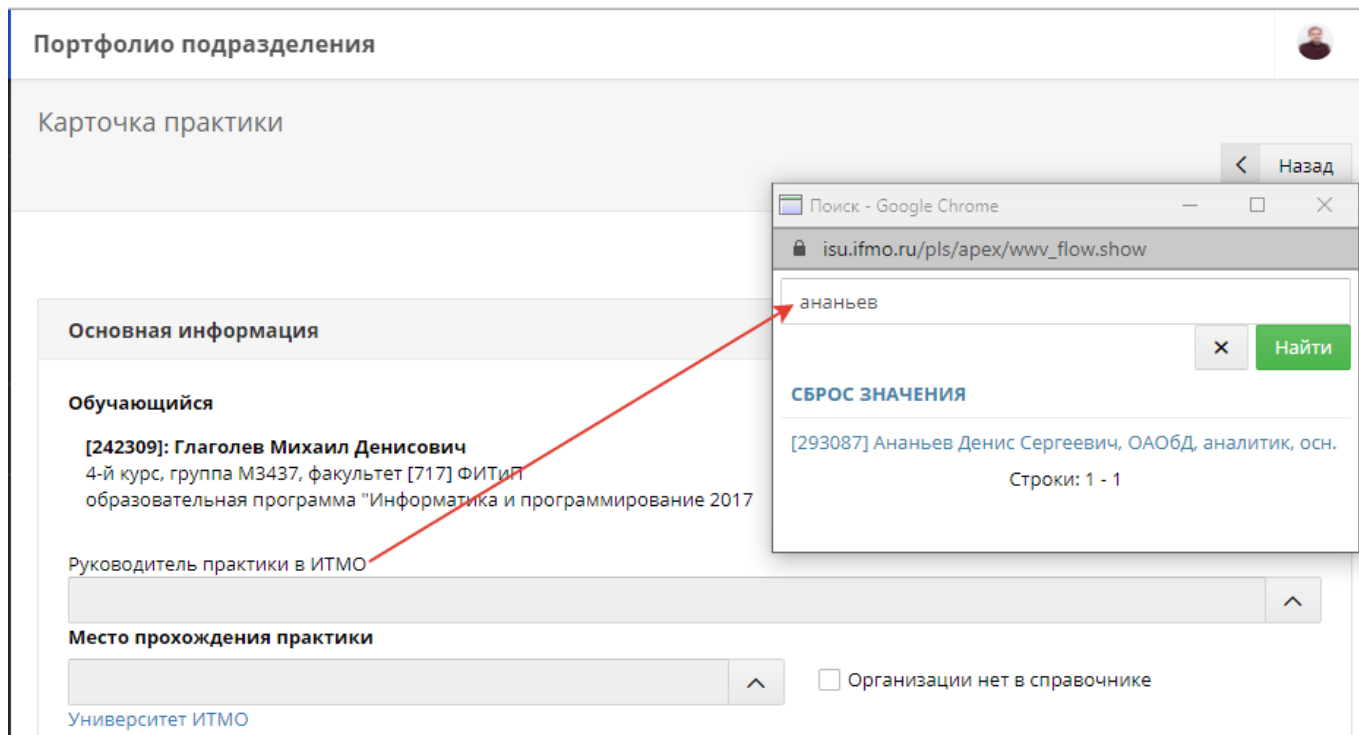 Портфолио подразделения
Карточка практики
Назад
Поиск - Google Chrome
isu.ifmo.ru/pls/apex/wwv_flow.show
ананьев
Найти
СБРОС ЗНАЧЕНИЯ
[293087] Ананьев Денис Сергеевич, ОАОбД, аналитик, осн.
Строки: 1 - 1
Основная информация
Обучающийся
[242309]: Глаголев Михаил Денисович
4-й курс, группа М3437, факультет [717] ФИТиП
образовательная программа "Информатика и программирование 2017
Руководитель практики в ИТМО
Место прохождения практики
Организации нет в справочнике
Университет ИТМО